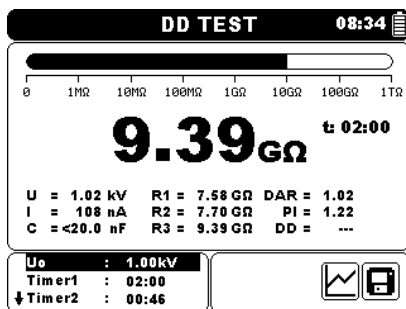 DD TEST 08:34
0 1MΩ 10MΩ 100MΩ 1GΩ 10GΩ 100GΩ 1TΩ
t: 02:00
9.39GΩ
U = 1.02 kV R1 = 7.58 GΩ DAR = 1.02
I = 108 nA R2 = 7.70 GΩ PI = 1.22
C =<20.0 nF R3 = 9.39 GΩ DD = ---
Uo : 1.00kV
Timer1 : 02:00
Timer2 : 00:46